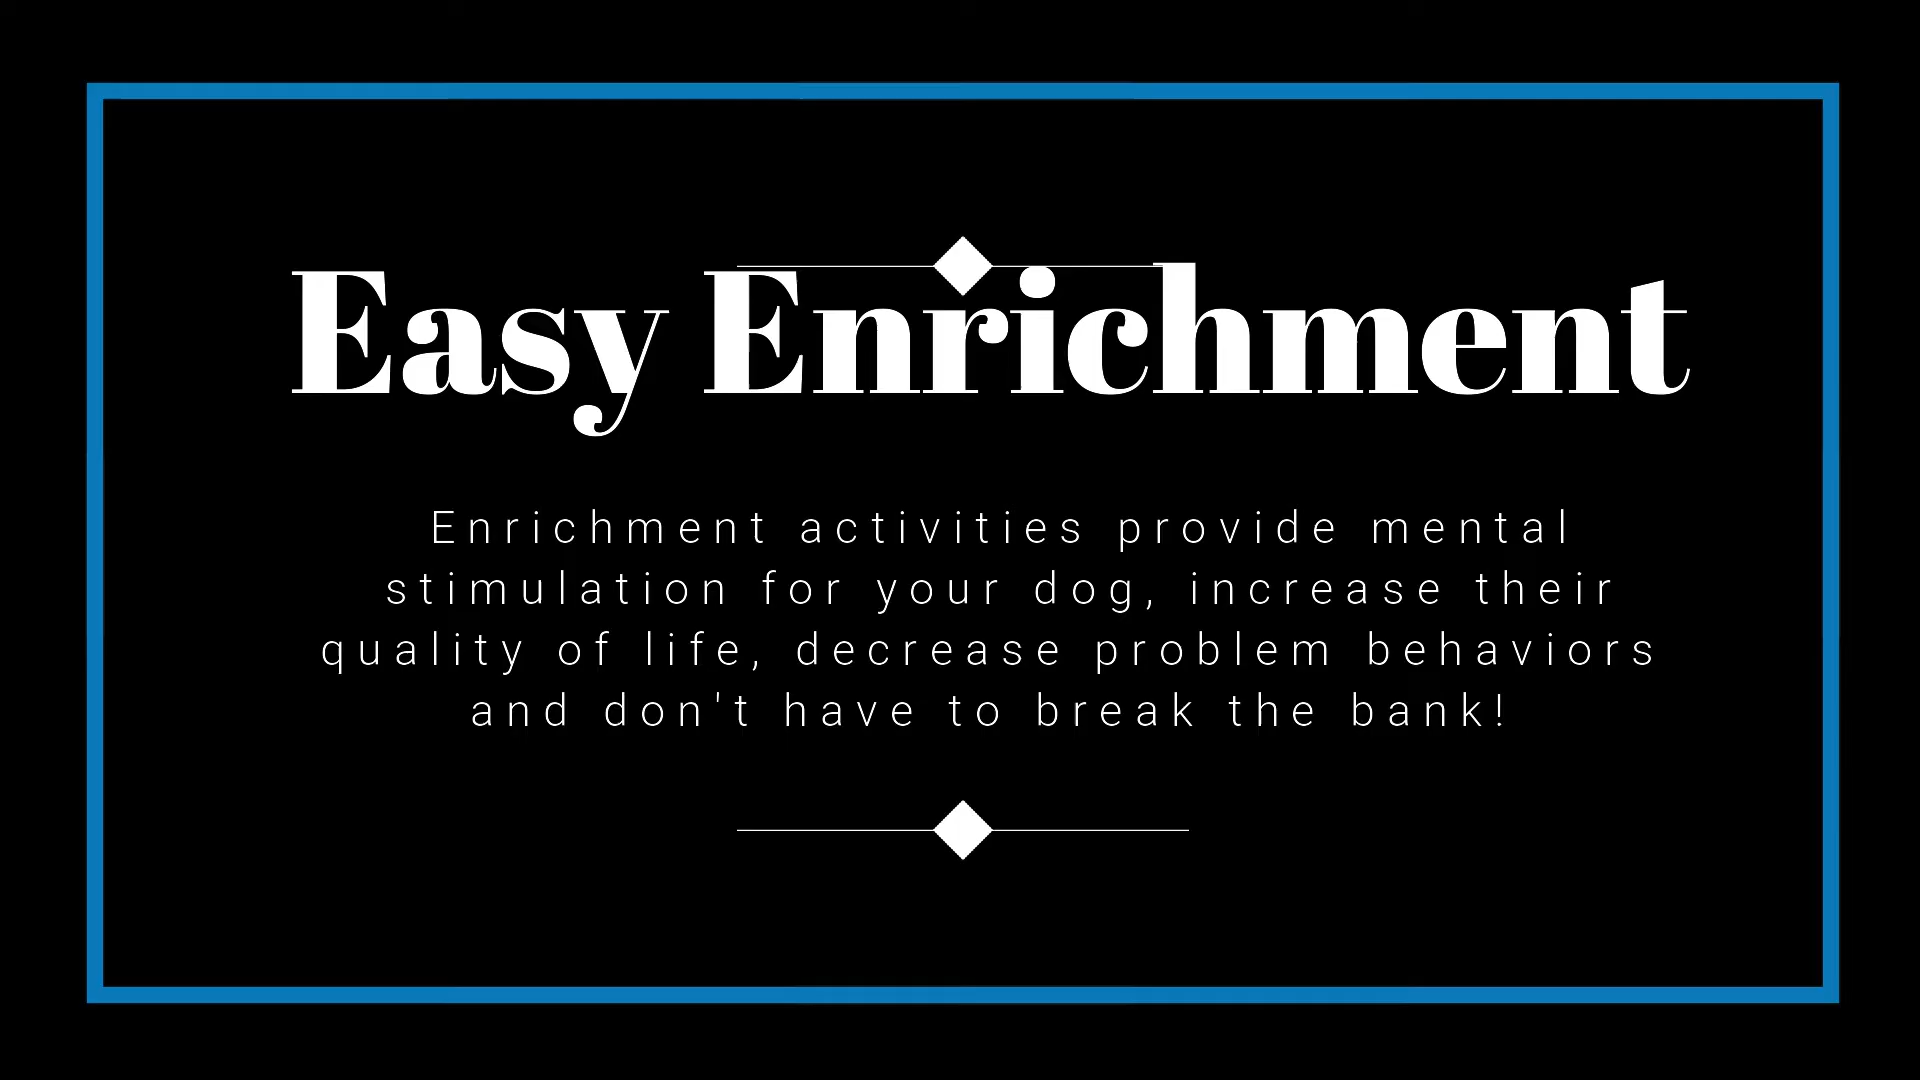 Easy Enrichment
Enrichment activities provide mental
stimulation for your dog, increase their
quality of life, decrease problem behaviors
and don't have to break the bank!